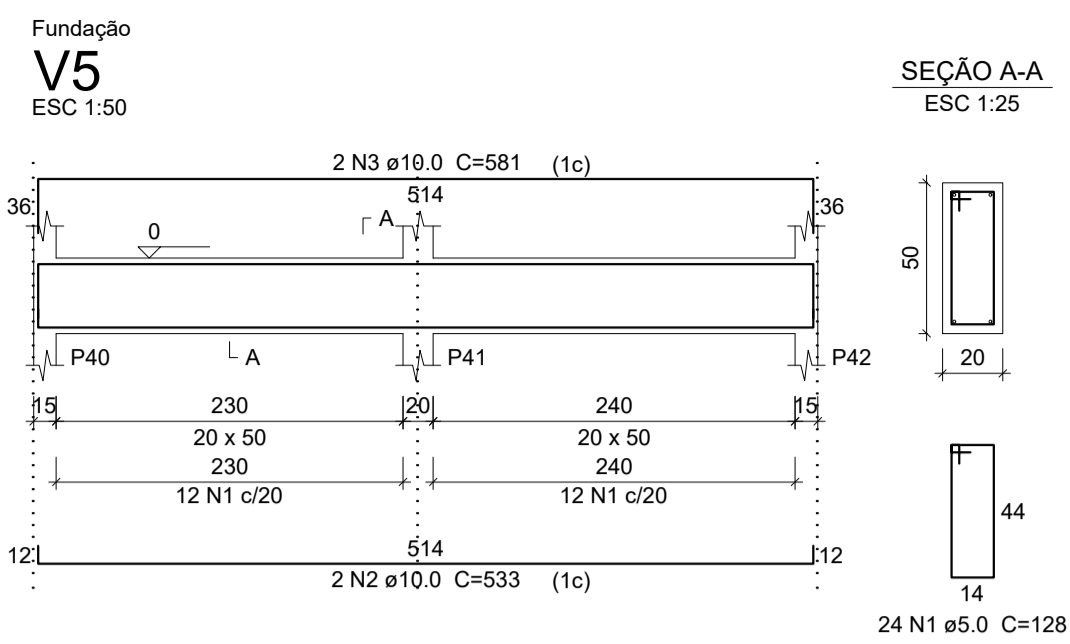 Fundação
V5
ESC 1:50
SEÇÃO A-A
ESC 1:25
2 N3 ø10.0 C=581 (1c)
514
36
36
A
0
50
A
P40
P41
P42
20
15
230
20
240
15
20 x 50
20 x 50
230
240
12 N1 c/20
12 N1 c/20
44
12
514
12
2 N2 ø10.0 C=533 (1c)
14
24 N1 ø5.0 C=128